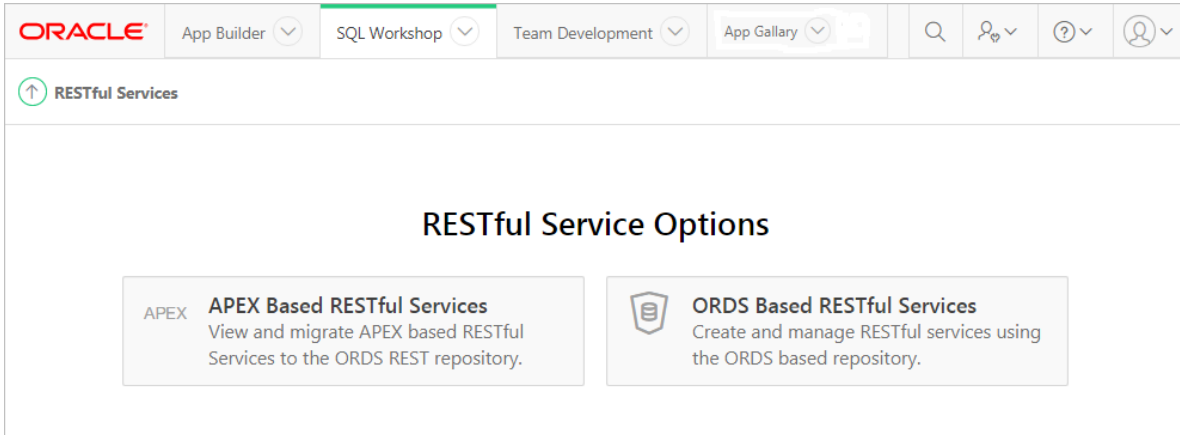 ORACLE App Builder SQL Workshop Team Development App Gallary
RESTful Services
RESTful Service Options
APEX APEX Based RESTful Services
View and migrate APEX based RESTful
Services to the ORDS REST repository.
ORDS Based RESTful Services
Create and manage RESTful services using
the ORDS based repository.